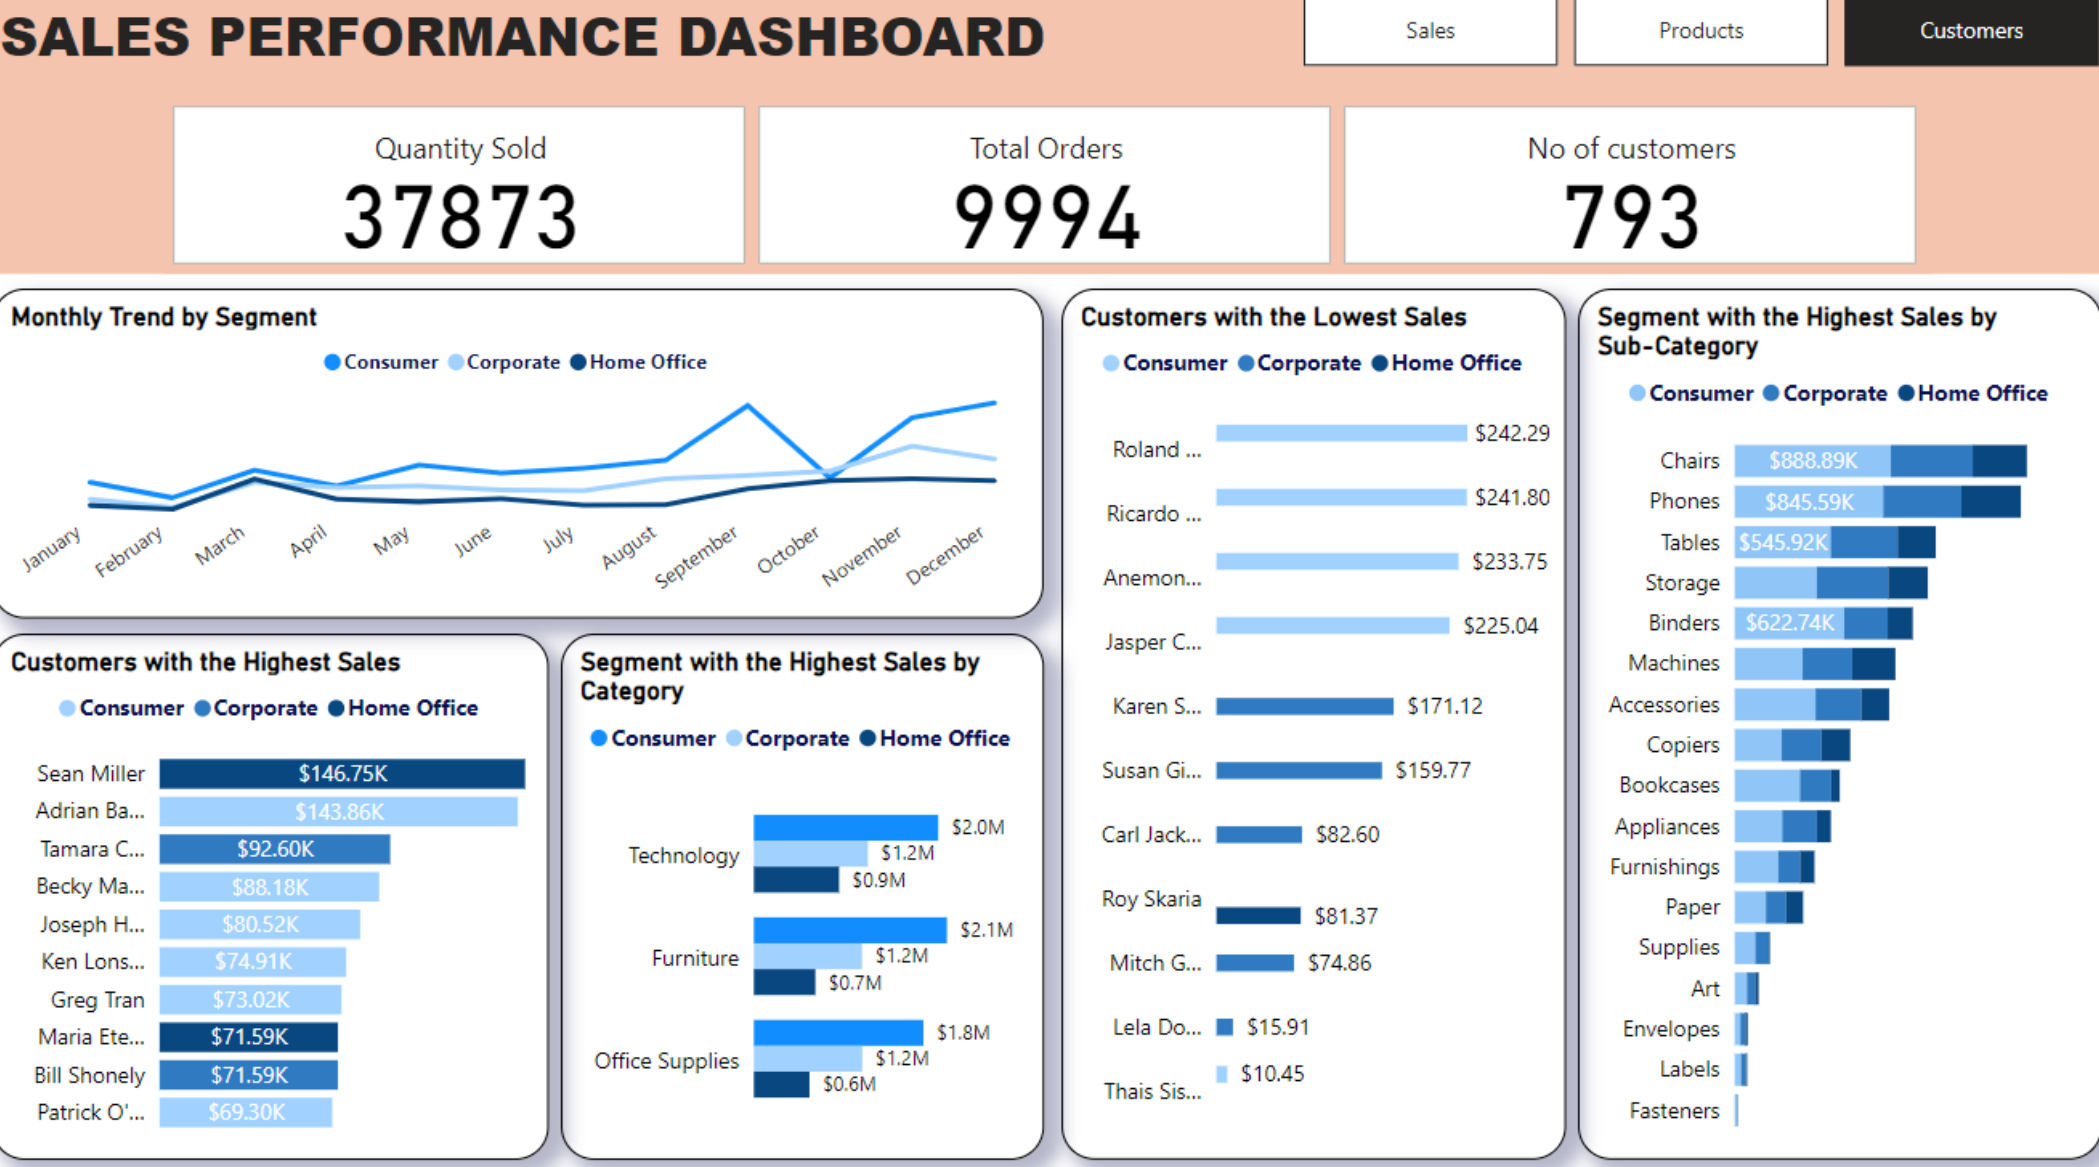 SALES PERFORMANCE DASHBOARD
Sales
Products
Customers
Quantity Sold
37873
Total Orders
9994
No of customers
793
Monthly Trend by Segment
Consumer Corporate Home Office
January
February
March
April
May
June
July
August
September
October
November
December
Customers with the Highest Sales
Consumer Corporate Home Office
Sean Miller $146.75K
Adrian Ba... $143.86K
Tamara C... $92.60K
Becky Ma... $88.18K
Joseph H... $80.52K
Ken Lons... $74.91K
Greg Tran $73.02K
Maria Ete... $71.59K
Bill Shonely $71.59K
Patrick O'... $69.30K
Segment with the Highest Sales by
Category
Consumer Corporate Home Office
Technology
$2.0M
$1.2M
$0.9M
Furniture
$2.1M
$1.2M
$0.7M
Office Supplies
$1.8M
$1.2M
$0.6M
Customers with the Lowest Sales
Consumer Corporate Home Office
Roland ... $242.29
Ricardo ... $241.80
Anemon... $233.75
Jasper C... $225.04
Karen S... $171.12
Susan Gi... $159.77
Carl Jack... $82.60
Roy Skaria $81.37
Mitch G... $74.86
Lela Do... $15.91
Thais Sis... $10.45
Segment with the Highest Sales by
Sub-Category
Consumer Corporate Home Office
Chairs $888.89K
Phones $845.59K
Tables $545.92K
Storage
Binders $622.74K
Machines
Accessories
Copiers
Bookcases
Appliances
Furnishings
Paper
Supplies
Art
Envelopes
Labels
Fasteners